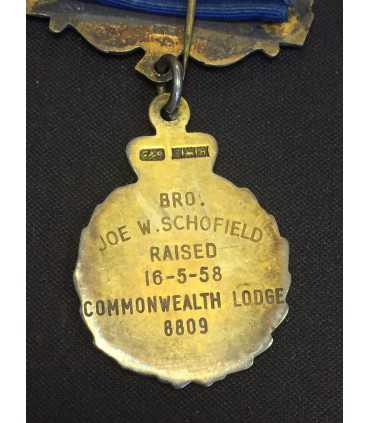 BRO.
JOE W. SCHOFIELD
RAISED
16-5-58
COMMONWEALTH LODGE
8809